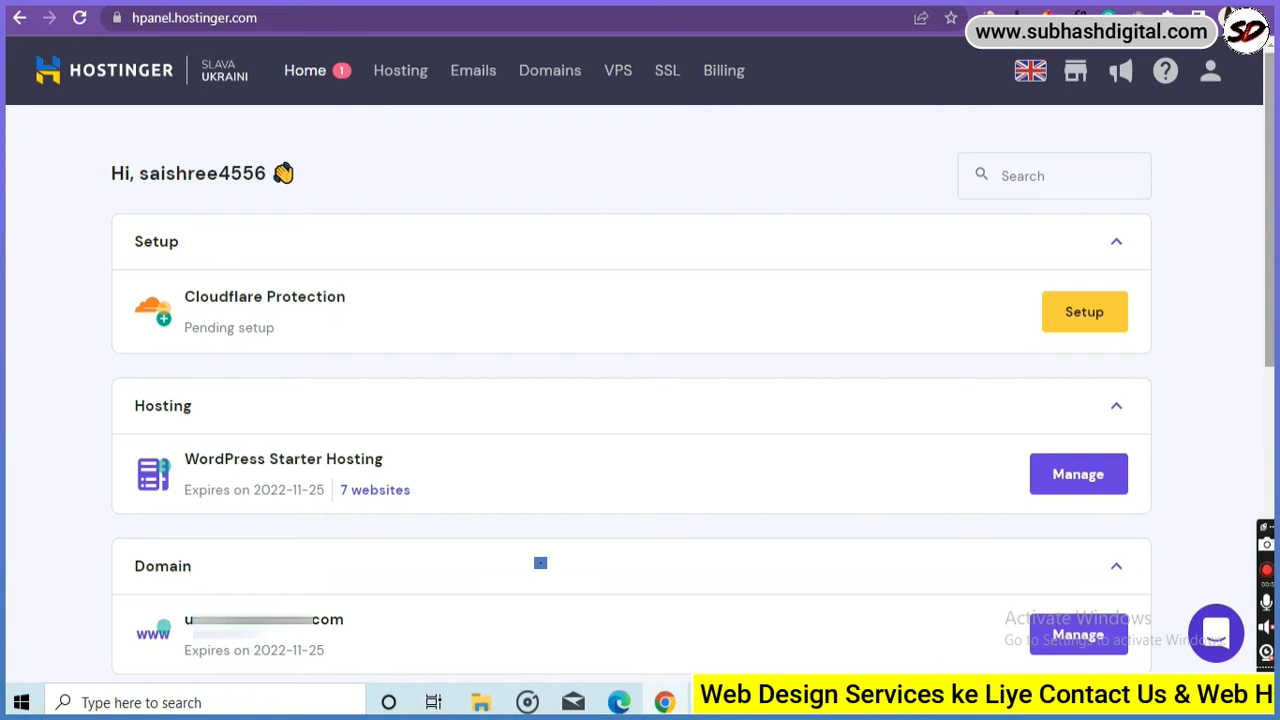 hpanel.hostinger.com
www.subhashdigital.com
SD
HOSTINGER
SLAVA
UKRAINI
Home 1
Hosting
Emails
Domains
VPS
SSL
Billing
Hi, saishree4556
Search
Setup
Cloudflare Protection
Pending setup
Setup
Hosting
WordPress Starter Hosting
Expires on 2022-11-25
7 websites
Manage
Domain
u
com
www
Expires on 2022-11-25
Manage
Activate Windows
Go to Settings to activate Windows.
Type here to search
Web Design Services ke Liye Contact Us & Web H